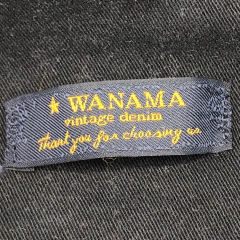 ★ WANAMA
vintage denim
Thank you for choosing us